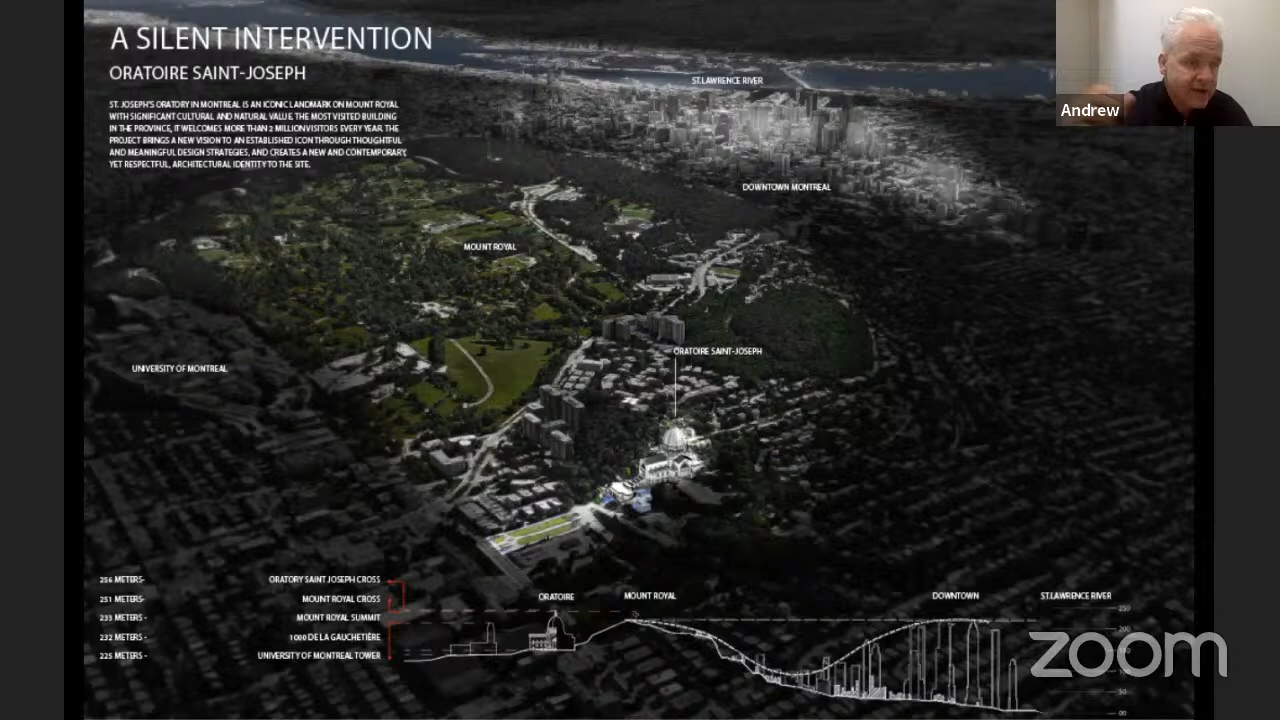 A SILENT INTERVENTION
ORATOIRE SAINT-JOSEPH
ST. JOSEPH'S ORATORY IN MONTREAL IS AN ICONIC LANDMARK ON MOUNT ROYAL
WITH SIGNIFICANT CULTURAL AND NATURAL VALUE. THE MOST VISITED BUILDING
IN THE PROVINCE, IT WELCOMES MORE THAN 2 MILLION VISITORS EVERY YEAR. THE
PROJECT BRINGS A NEW VISION TO AN ESTABLISHED ICON THROUGH THOUGHTFUL
AND MEANINGFUL DESIGN STRATEGIES, AND CREATES A NEW AND CONTEMPORARY,
YET RESPECTFUL, ARCHITECTURAL IDENTITY TO THE SITE.
Andrew
ST.LAWRENCE RIVER
DOWNTOWN MONTREAL
MOUNT ROYAL
ORATOIRE SAINT-JOSEPH
UNIVERSITY OF MONTREAL
256 METERS- ORATORY SAINT JOSEPH CROSS
251 METERS- MOUNT ROYAL CROSS
233 METERS - MOUNT ROYAL SUMMIT
232 METERS - 1000 DE LA GAUCHETIÈRE
225 METERS - UNIVERSITY OF MONTREAL TOWER
ORATOIRE
MOUNT ROYAL
DOWNTOWN
ST.LAWRENCE RIVER
250
200
50
00
zoom